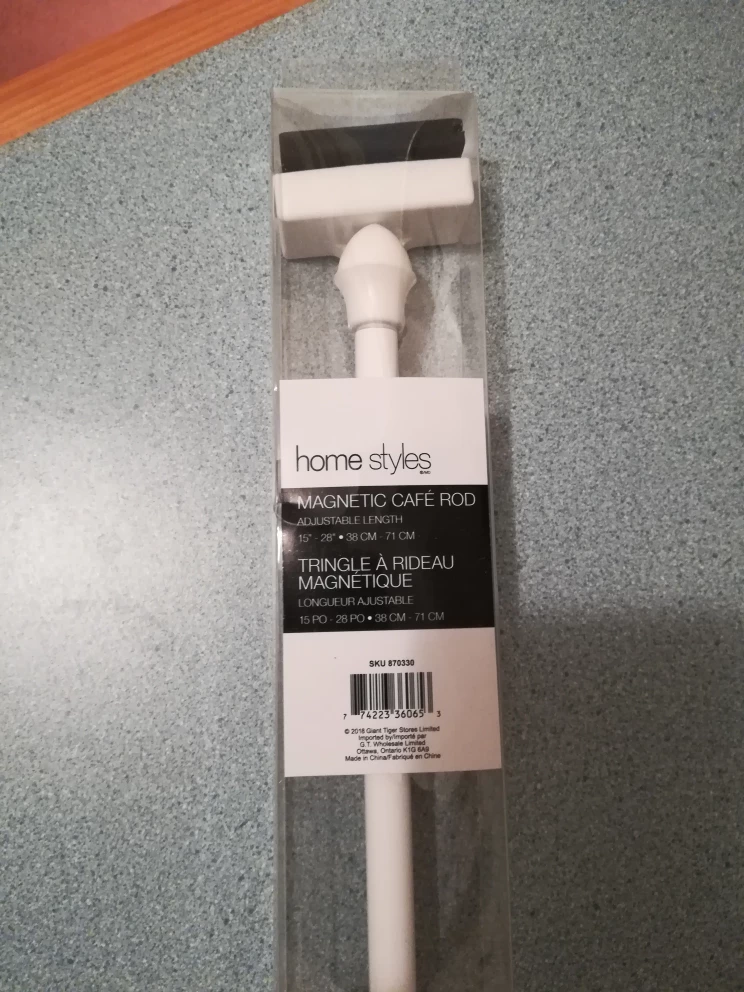 home styles
MAGNETIC CAFÉ ROD
ADJUSTABLE LENGTH
15" - 28" • 38 CM - 71 CM
TRINGLE À RIDEAU
MAGNÉTIQUE
LONGUEUR AJUSTABLE
15 PO - 28 PO • 38 CM - 71 CM
SKU 870330
7 74223 36065 3
© 2018 Giant Tiger Stores Limited
Imported by/Importé par
G.T. Wholesale Limited
Ottawa, Ontario K1G 6A9
Made in China/Fabriqué en Chine